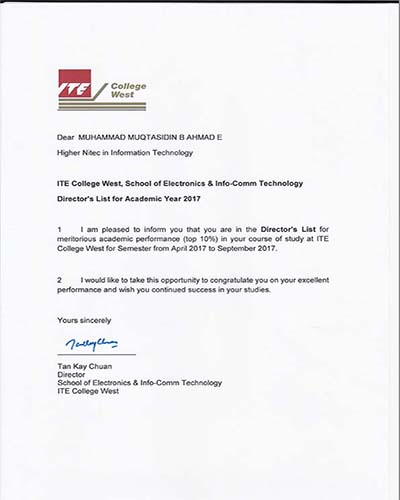 ITE College
West
Dear MUHAMMAD MUQTASIDIN B AHMAD E
Higher Nitec in Information Technology
ITE College West, School of Electronics & Info-Comm Technology
Director's List for Academic Year 2017
1 I am pleased to inform you that you are in the Director's List for
meritorious academic performance (top 10%) in your course of study at ITE
College West for Semester from April 2017 to September 2017.
2 I would like to take this opportunity to congratulate you on your excellent
performance and wish you continued success in your studies.
Yours sincerely
Tan Kay Chuan
Director
School of Electronics & Info-Comm Technology
ITE College West